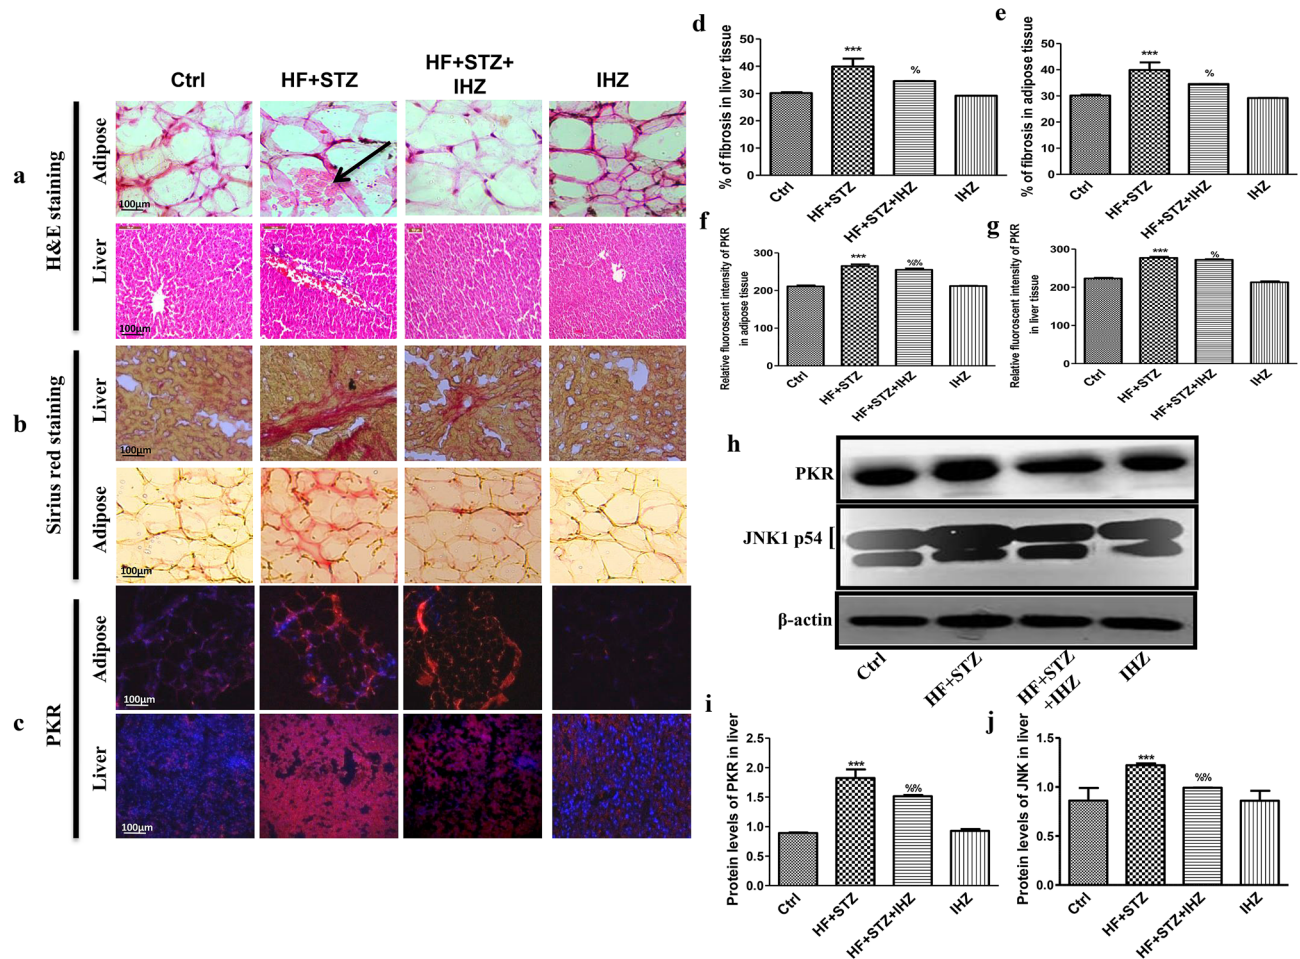 Ctrl
HF+STZ
HF+STZ+
IHZ
IHZ
a
H&E staining
Adipose
100μm
Liver
100μm
b
Sirius red staining
Liver
100μm
Adipose
100μm
c
PKR
Adipose
100μm
Liver
100μm
d
% of fibrosis in liver tissue
50
40
30
20
10
0
***
%
Ctrl
HF+STZ
HF+STZ+IHZ
IHZ
e
% of fibrosis in adipose tissue
50
40
30
20
10
0
***
%
Ctrl
HF+STZ
HF+STZ+IHZ
IHZ
f
Relative fluoroscent intensity of PKR
in adipose tissue
300
200
100
0
***
%%
Ctrl
HF+STZ
HF+STZ+IHZ
IHZ
g
Relative fluoroscent intensity of PKR
in liver tissue
300
200
100
0
***
%
Ctrl
HF+STZ
HF+STZ+IHZ
IHZ
h
PKR
JNK1 p54 [
β-actin
Ctrl
HF+STZ
HF+STZ
+IHZ
IHZ
i
Protein levels of PKR in liver
2.5
2.0
1.5
1.0
0.5
0.0
***
%%
Ctrl
HF+STZ
HF+STZ+IHZ
IHZ
j
Protein levels of JNK in liver
1.5
1.0
0.5
0.0
***
%%
Ctrl
HF+STZ
HF+STZ+IHZ
IHZ